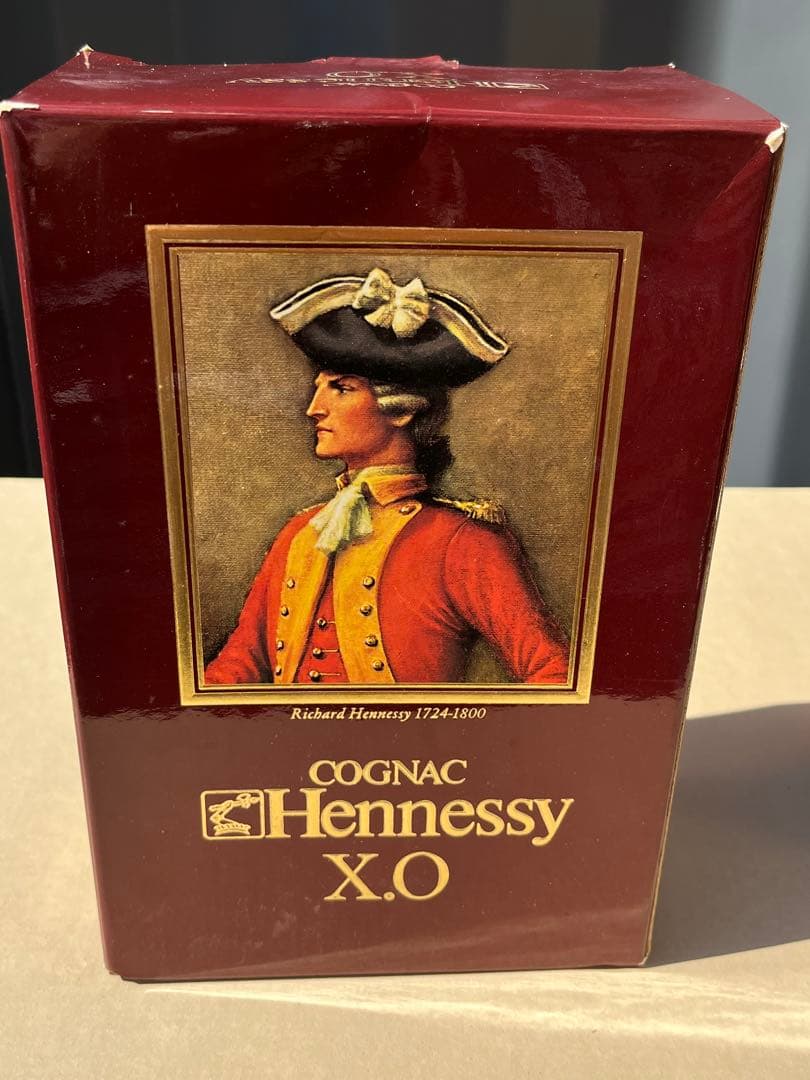 Richard Hennessy 1724-1800
COGNAC
Hennessy
X.O